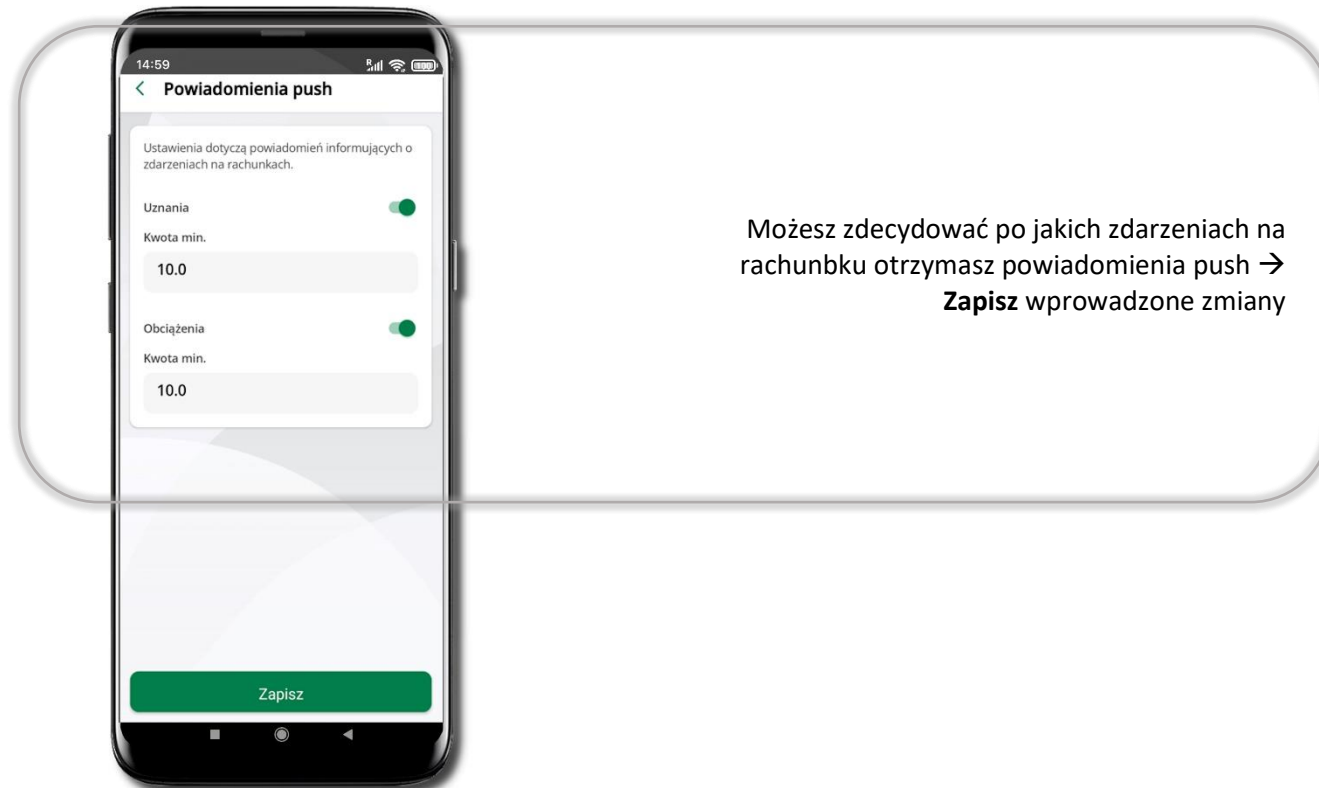 14:59
Powiadomienia push
Ustawienia dotyczą powiadomień informujących o
zdarzeniach na rachunkach.
Uznania
Kwota min.
10.0
Obciążenia
Kwota min.
10.0
Zapisz
Możesz zdecydować po jakich zdarzeniach na
rachunbku otrzymasz powiadomienia push →
Zapisz wprowadzone zmiany